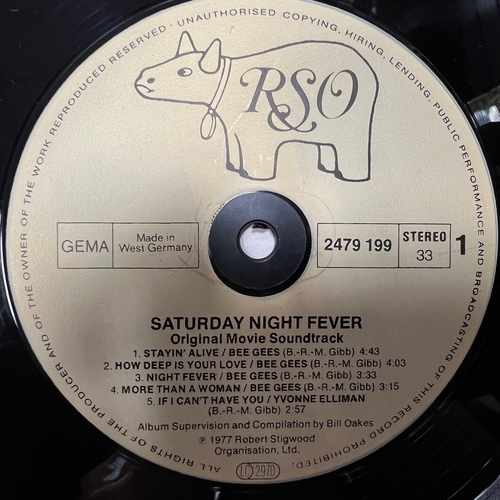 ALL RIGHTS OF THE PRODUCER AND OF THE OWNER OF THE WORK REPRODUCED RESERVED · UNAUTHORISED COPYING, HIRING, LENDING, PUBLIC PERFORMANCE AND BROADCASTING OF THIS RECORD PROHIBITED.
RSO
GEMA
Made in
West Germany
2479 199
STEREO
33
1
SATURDAY NIGHT FEVER
Original Movie Soundtrack
1. STAYIN' ALIVE / BEE GEES (B.-R.-M. Gibb) 4:43
2. HOW DEEP IS YOUR LOVE / BEE GEES (B.-R.-M. Gibb) 4:03
3. NIGHT FEVER / BEE GEES (B.-R.-M. Gibb) 3:33
4. MORE THAN A WOMAN / BEE GEES (B.-R.-M. Gibb) 3:15
5. IF I CAN'T HAVE YOU / YVONNE ELLIMAN
(B.-R.-M. Gibb) 2:57
Album Supervision and Compilation by Bill Oakes
℗ 1977 Robert Stigwood
Organisation, Ltd.